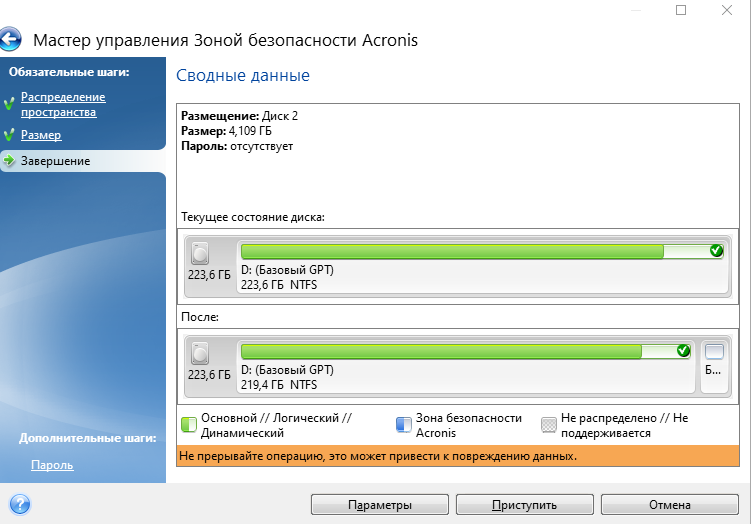 Мастер управления Зоной безопасности Acronis
Обязательные шаги:
Распределение
пространства
Размер
Завершение
Дополнительные шаги:
Пароль
Сводные данные
Размещение: Диск 2
Размер: 4,109 ГБ
Пароль: отсутствует
Текущее состояние диска:
223,6 ГБ
D: (Базовый GPT)
223,6 ГБ NTFS
После:
223,6 ГБ
D: (Базовый GPT)
219,4 ГБ NTFS
Б...
Основной // Логический //
Динамический
Зона безопасности
Acronis
Не распределено // Не
поддерживается
Не прерывайте операцию, это может привести к повреждению данных.
?
Параметры
Приступить
Отмена